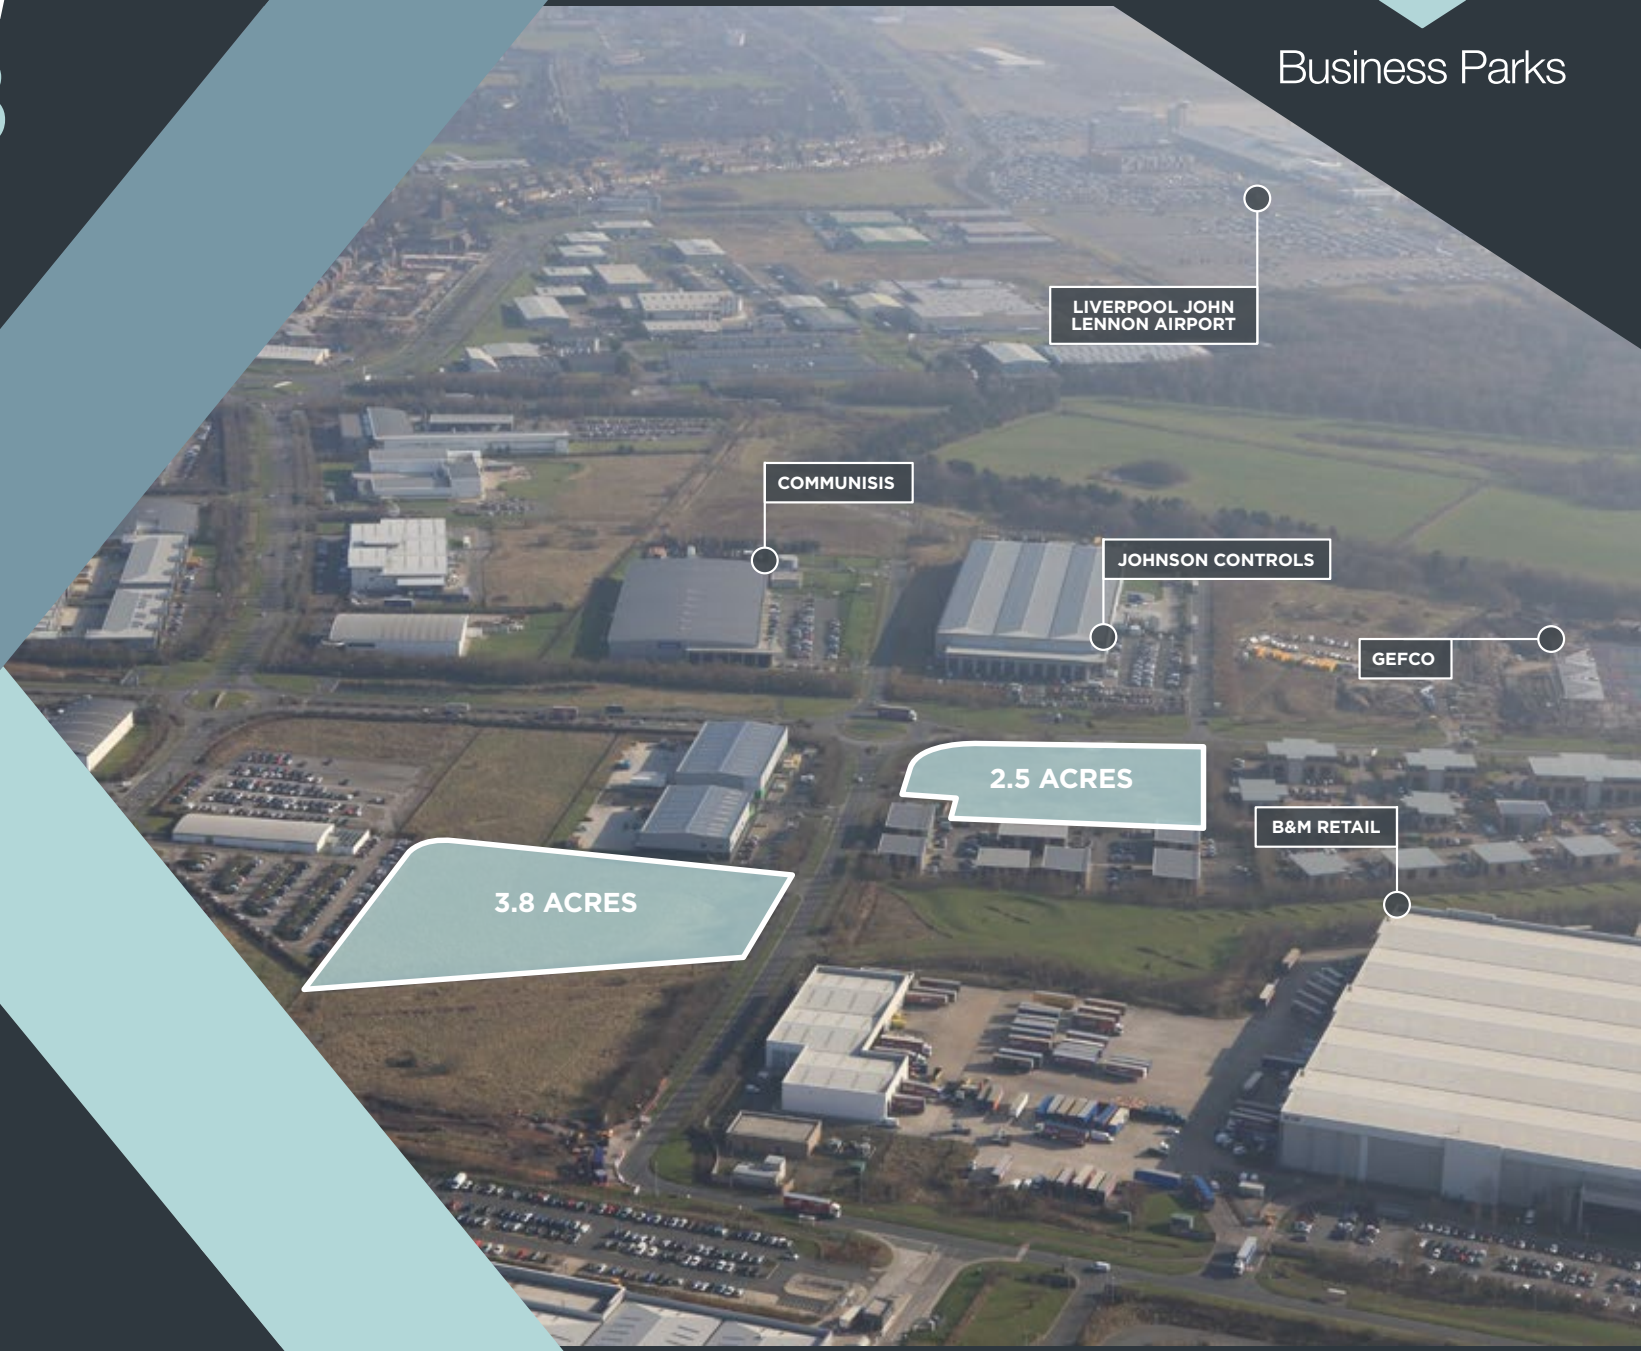 Business Parks
LIVERPOOL JOHN
LENNON AIRPORT
COMMUNISIS
JOHNSON CONTROLS
GEFCO
2.5 ACRES
B&M RETAIL
3.8 ACRES